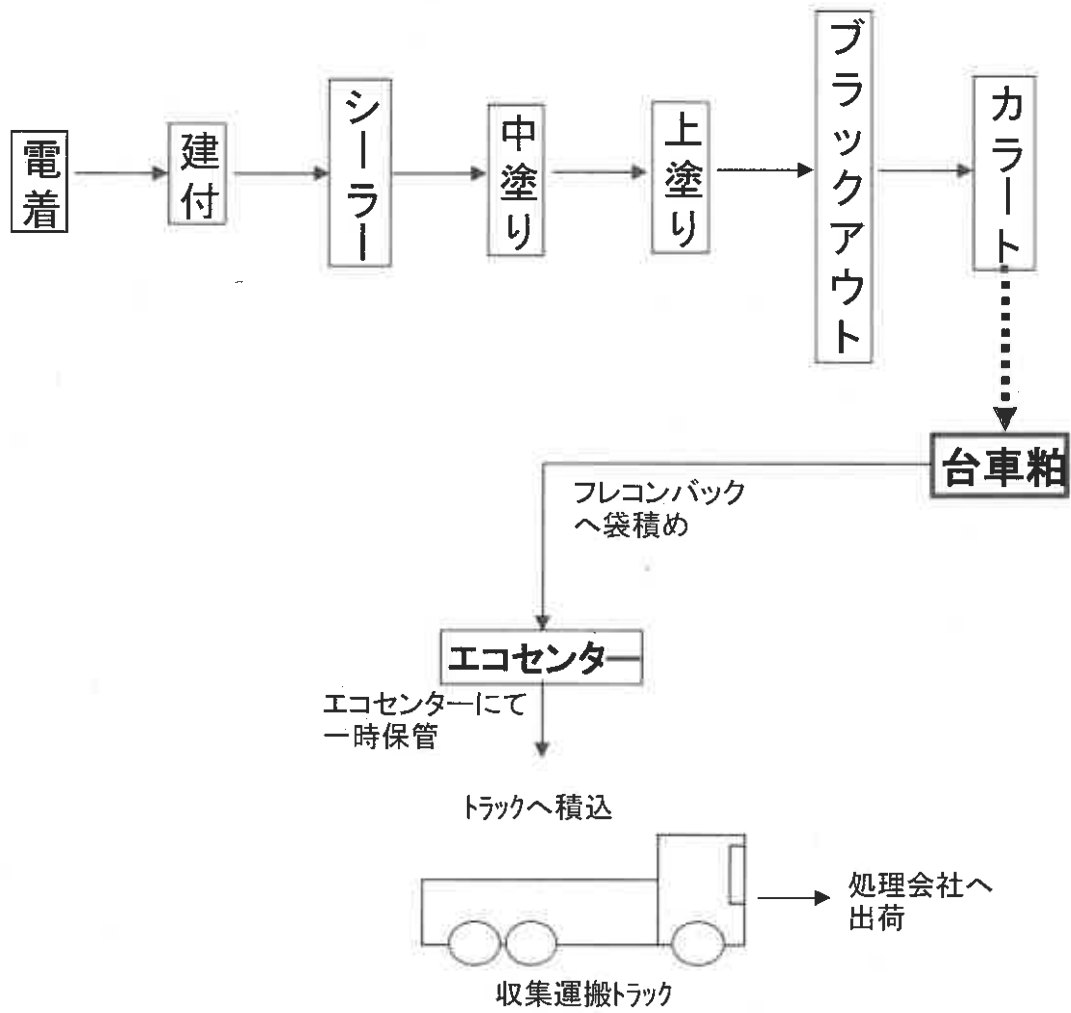 電着
建付
シーラー
中塗り
上塗り
ブラックアウト
カラート
台車粕
フレコンバック
へ袋積め
エコセンター
エコセンターにて
一時保管
トラックへ積込
処理会社へ
出荷
収集運搬トラック